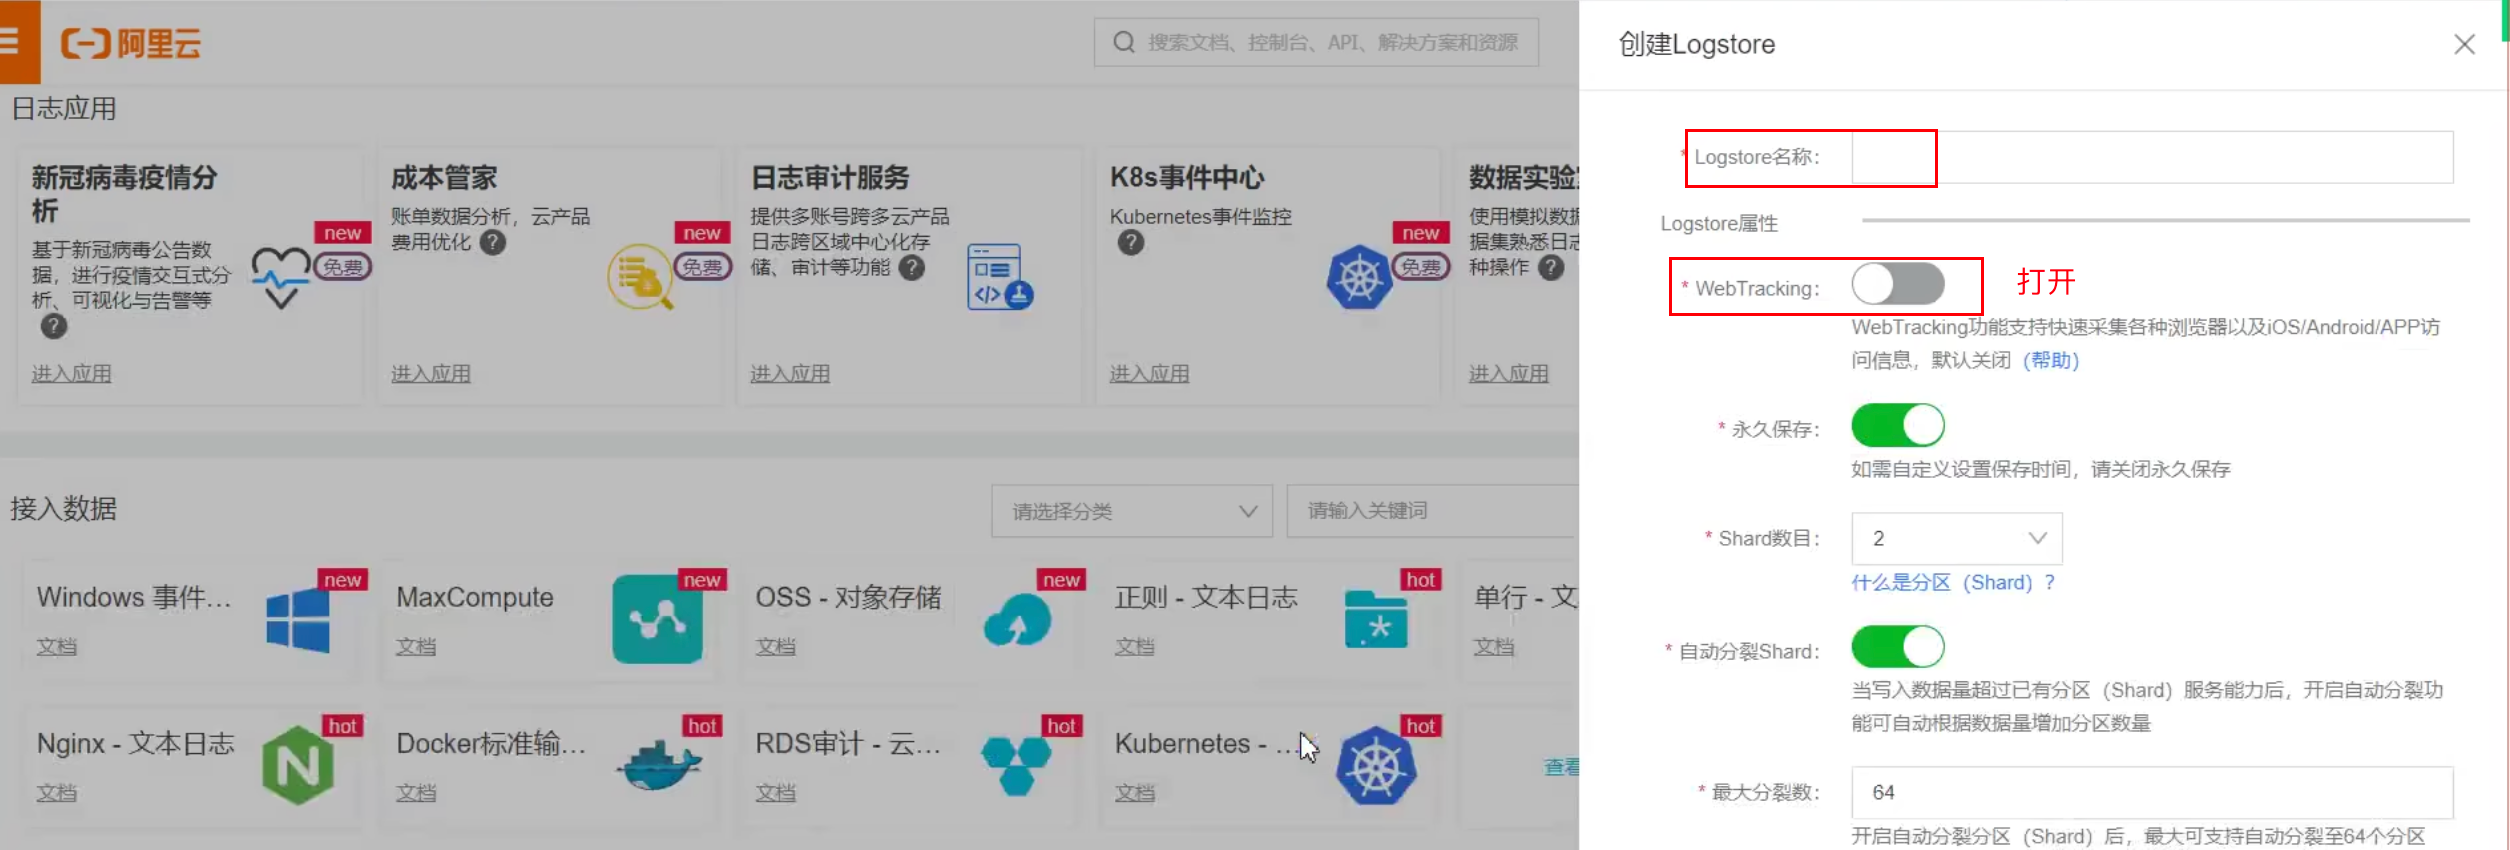 阿里云
搜索文档、控制台、API、解决方案和资源
日志应用
新冠病毒疫情分
析
基于新冠病毒公告数
据，进行疫情交互式分
析、可视化与告警等
?
new
免费
进入应用
成本管家
账单数据分析，云产品
费用优化 ?
new
免费
进入应用
日志审计服务
提供多账号跨多云产品
日志跨区域中心化存
储、审计等功能 ?
进入应用
K8s事件中心
Kubernetes事件监控
?
new
免费
进入应用
数据实验
使用模拟数据
据集熟悉日志
种操作 ?
进入应用
接入数据
请选择分类
请输入关键词
Windows 事件...
new
文档
MaxCompute
new
文档
OSS - 对象存储
new
文档
正则 - 文本日志
hot
文档
单行 - 文
文档
Nginx - 文本日志
hot
文档
Docker标准输...
hot
文档
RDS审计 - 云...
hot
文档
Kubernetes - ...
hot
文档
查看
创建Logstore
* Logstore名称：
Logstore属性
* WebTracking：
打开
WebTracking功能支持快速采集各种浏览器以及iOS/Android/APP访
问信息，默认关闭（帮助）
* 永久保存：
如需自定义设置保存时间，请关闭永久保存
* Shard数目：
2
什么是分区（Shard）?
* 自动分裂Shard：
当写入数据量超过已有分区（Shard）服务能力后，开启自动分裂功
能可自动根据数据量增加分区数量
* 最大分裂数：
64
开启自动分裂分区（Shard）后，最大可支持自动分裂至64个分区